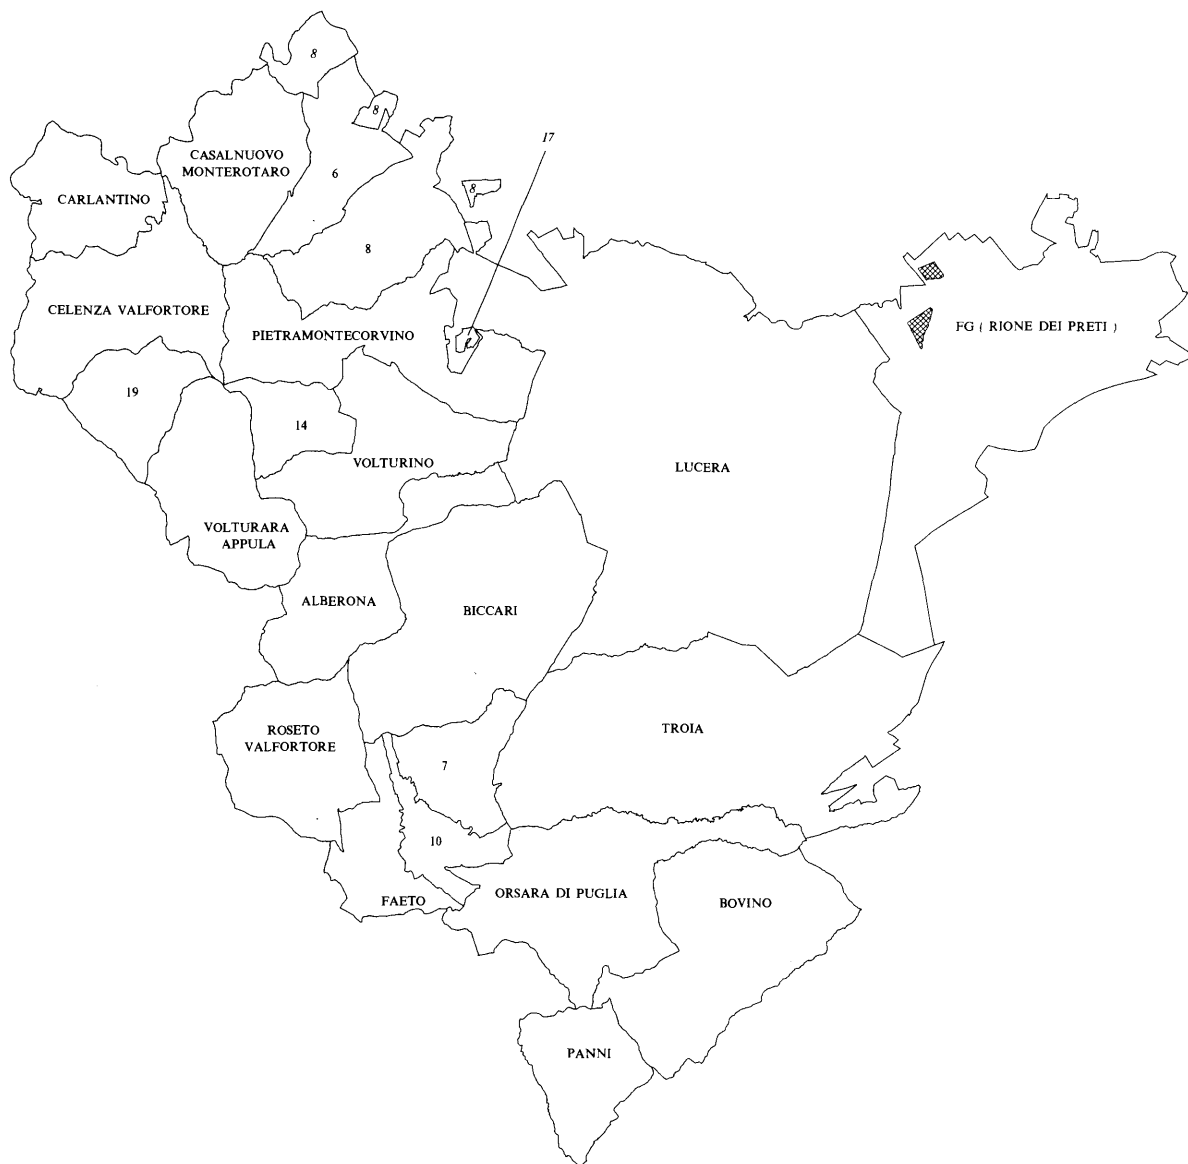 8
8
17
CASALNUOVO
MONTEROTARO
6
8
CARLANTINO
8
CELENZA VALFORTORE
PIETRAMONTECORVINO
FG ( RIONE DEI PRETI )
19
14
VOLTURINO
LUCERA
VOLTURARA
APPULA
ALBERONA
BICCARI
ROSETO
VALFORTORE
TROIA
7
10
FAETO
ORSARA DI PUGLIA
BOVINO
PANNI